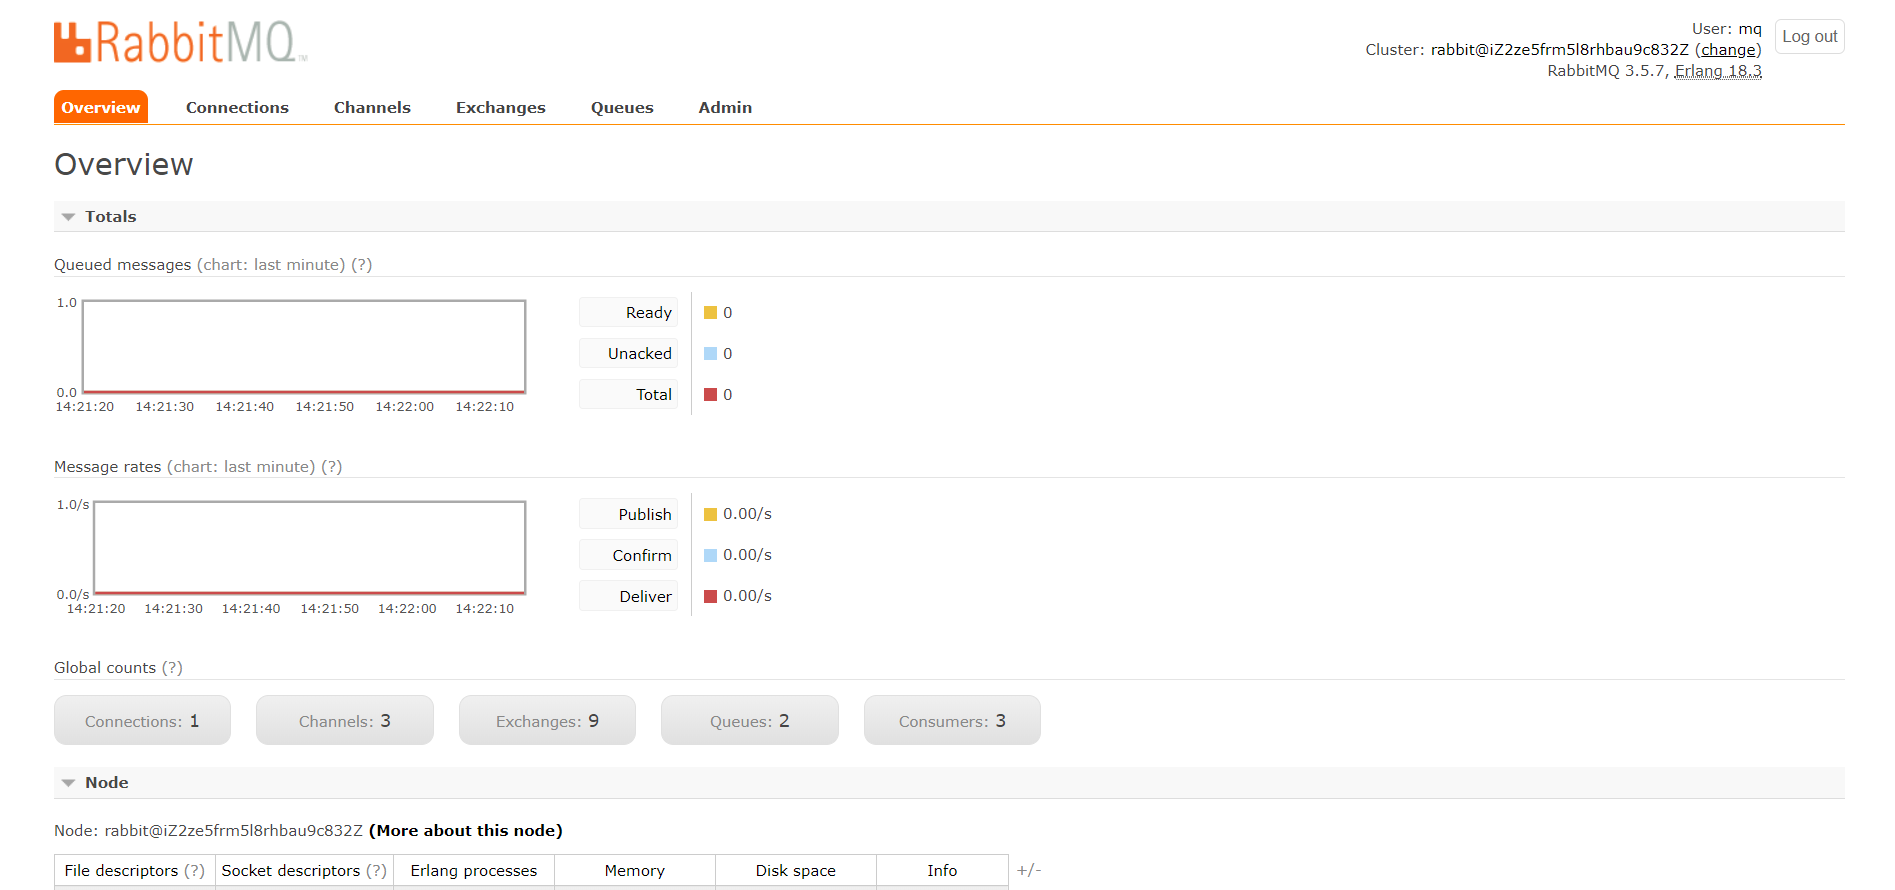 RabbitMQ™
User: mq
Log out
Cluster: rabbit@iZ2ze5frm5l8rhbau9c832Z (change)
RabbitMQ 3.5.7, Erlang 18.3
Overview Connections Channels Exchanges Queues Admin
Overview
Totals
Queued messages (chart: last minute) (?)
1.0
0.0
14:21:20 14:21:30 14:21:40 14:21:50 14:22:00 14:22:10
Ready 0
Unacked 0
Total 0
Message rates (chart: last minute) (?)
1.0/s
0.0/s
14:21:20 14:21:30 14:21:40 14:21:50 14:22:00 14:22:10
Publish 0.00/s
Confirm 0.00/s
Deliver 0.00/s
Global counts (?)
Connections: 1 Channels: 3 Exchanges: 9 Queues: 2 Consumers: 3
Node
Node: rabbit@iZ2ze5frm5l8rhbau9c832Z (More about this node)
File descriptors (?) Socket descriptors (?) Erlang processes Memory Disk space Info +/-